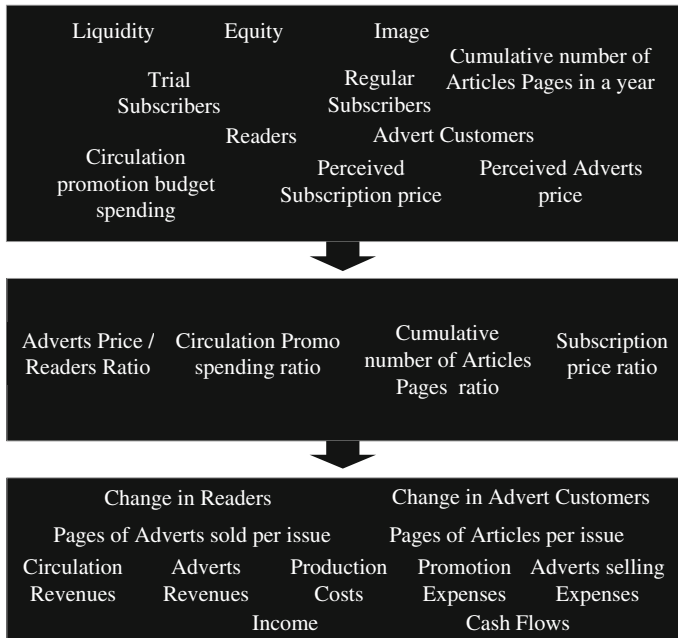 Liquidity Equity Image
Cumulative number of
Articles Pages in a year
Trial
Subscribers
Regular
Subscribers
Readers Advert Customers
Circulation
promotion budget
spending
Perceived
Subscription price
Perceived Adverts
price
Adverts Price /
Readers Ratio
Circulation Promo
spending ratio
Cumulative
number of Articles
Pages ratio
Subscription
price ratio
Change in Readers Change in Advert Customers
Pages of Adverts sold per issue Pages of Articles per issue
Circulation
Revenues
Adverts
Revenues
Production
Costs
Promotion
Expenses
Adverts selling
Expenses
Income Cash Flows